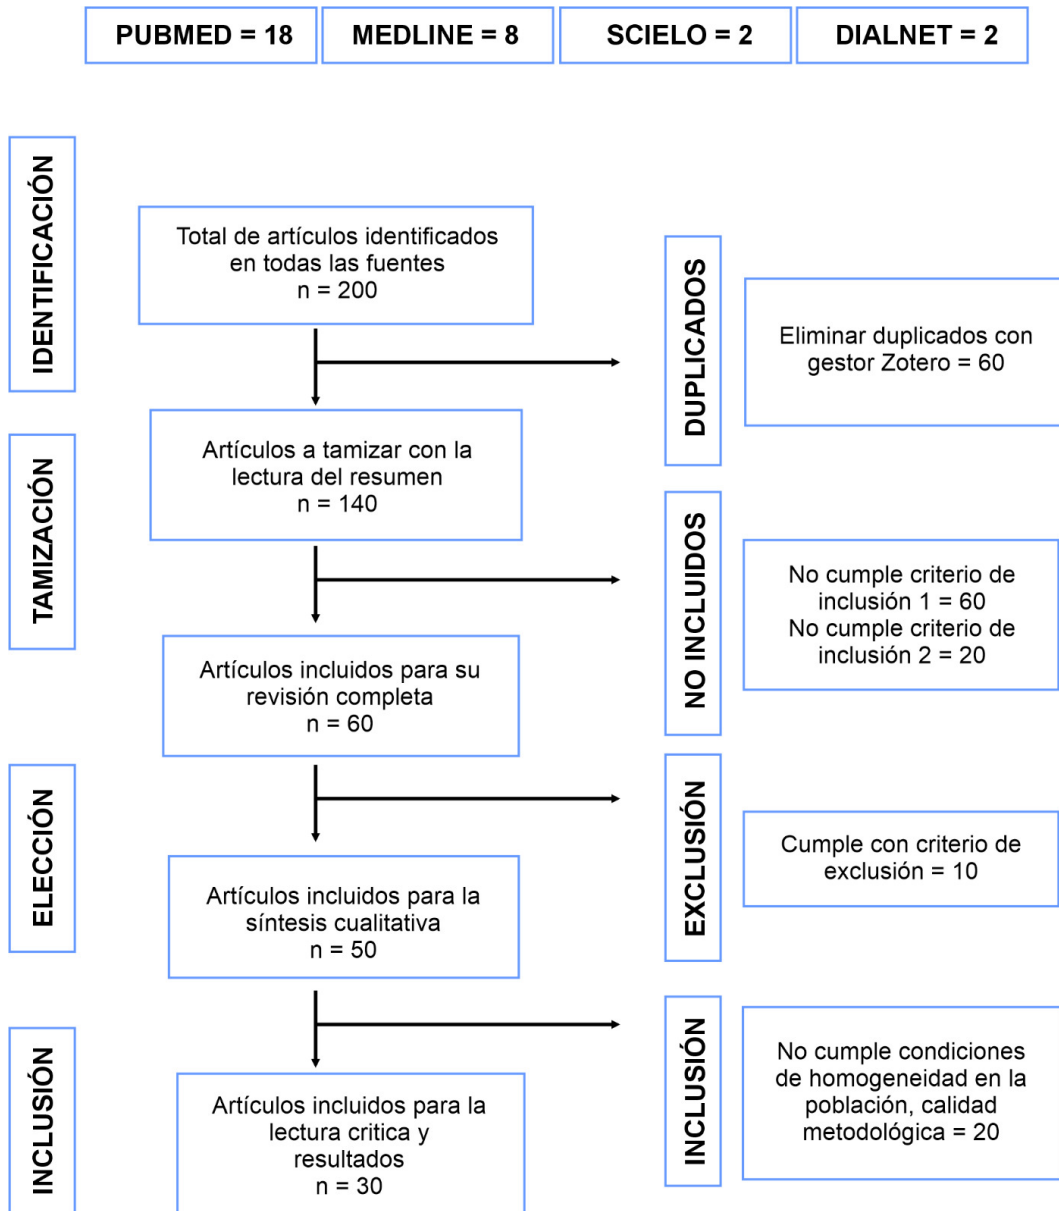 PUBMED = 18
MEDLINE = 8
SCIELO = 2
DIALNET = 2
IDENTIFICACIÓN
Total de artículos identificados
en todas las fuentes
n = 200
DUPLICADOS
Eliminar duplicados con
gestor Zotero = 60
TAMIZACIÓN
Artículos a tamizar con la
lectura del resumen
n = 140
NO INCLUIDOS
No cumple criterio de
inclusión 1 = 60
No cumple criterio de
inclusión 2 = 20
Artículos incluidos para su
revisión completa
n = 60
ELECCIÓN
EXCLUSIÓN
Cumple con criterio de
exclusión = 10
Artículos incluidos para la
síntesis cualitativa
n = 50
INCLUSIÓN
INCLUSIÓN
No cumple condiciones
de homogeneidad en la
población, calidad
metodológica = 20
Artículos incluidos para la
lectura critica y
resultados
n = 30